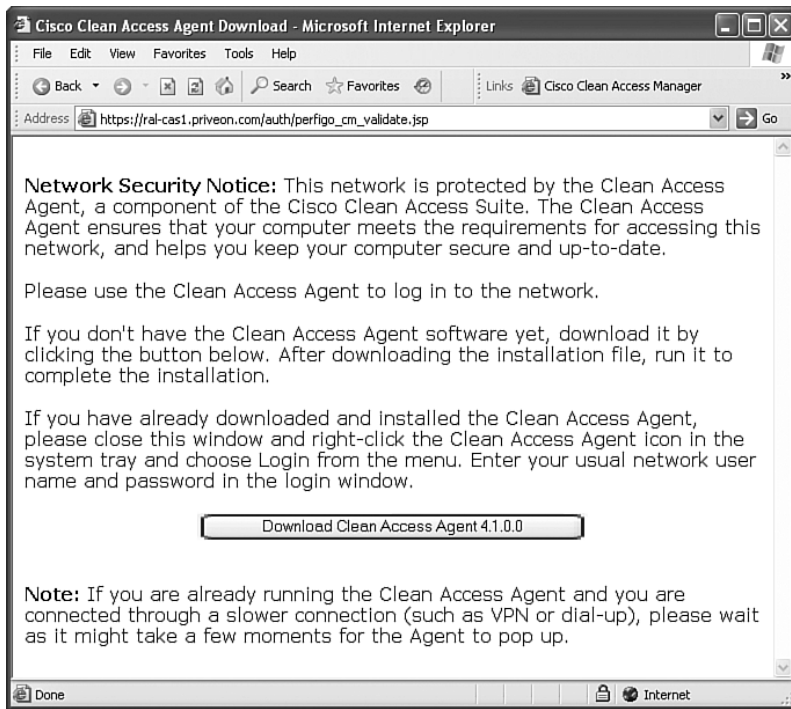 Cisco Clean Access Agent Download - Microsoft Internet Explorer
File Edit View Favorites Tools Help
Back Search Favorites Links Cisco Clean Access Manager »
Address https://ral-cas1.priveon.com/auth/perfigo_cm_validate.jsp Go
Network Security Notice: This network is protected by the Clean Access
Agent, a component of the Cisco Clean Access Suite. The Clean Access
Agent ensures that your computer meets the requirements for accessing this
network, and helps you keep your computer secure and up-to-date.
Please use the Clean Access Agent to log in to the network.
If you don't have the Clean Access Agent software yet, download it by
clicking the button below. After downloading the installation file, run it to
complete the installation.
If you have already downloaded and installed the Clean Access Agent,
please close this window and right-click the Clean Access Agent icon in the
system tray and choose Login from the menu. Enter your usual network user
name and password in the login window.
Download Clean Access Agent 4.1.0.0
Note: If you are already running the Clean Access Agent and you are
connected through a slower connection (such as VPN or dial-up), please wait
as it might take a few moments for the Agent to pop up.
Done Internet